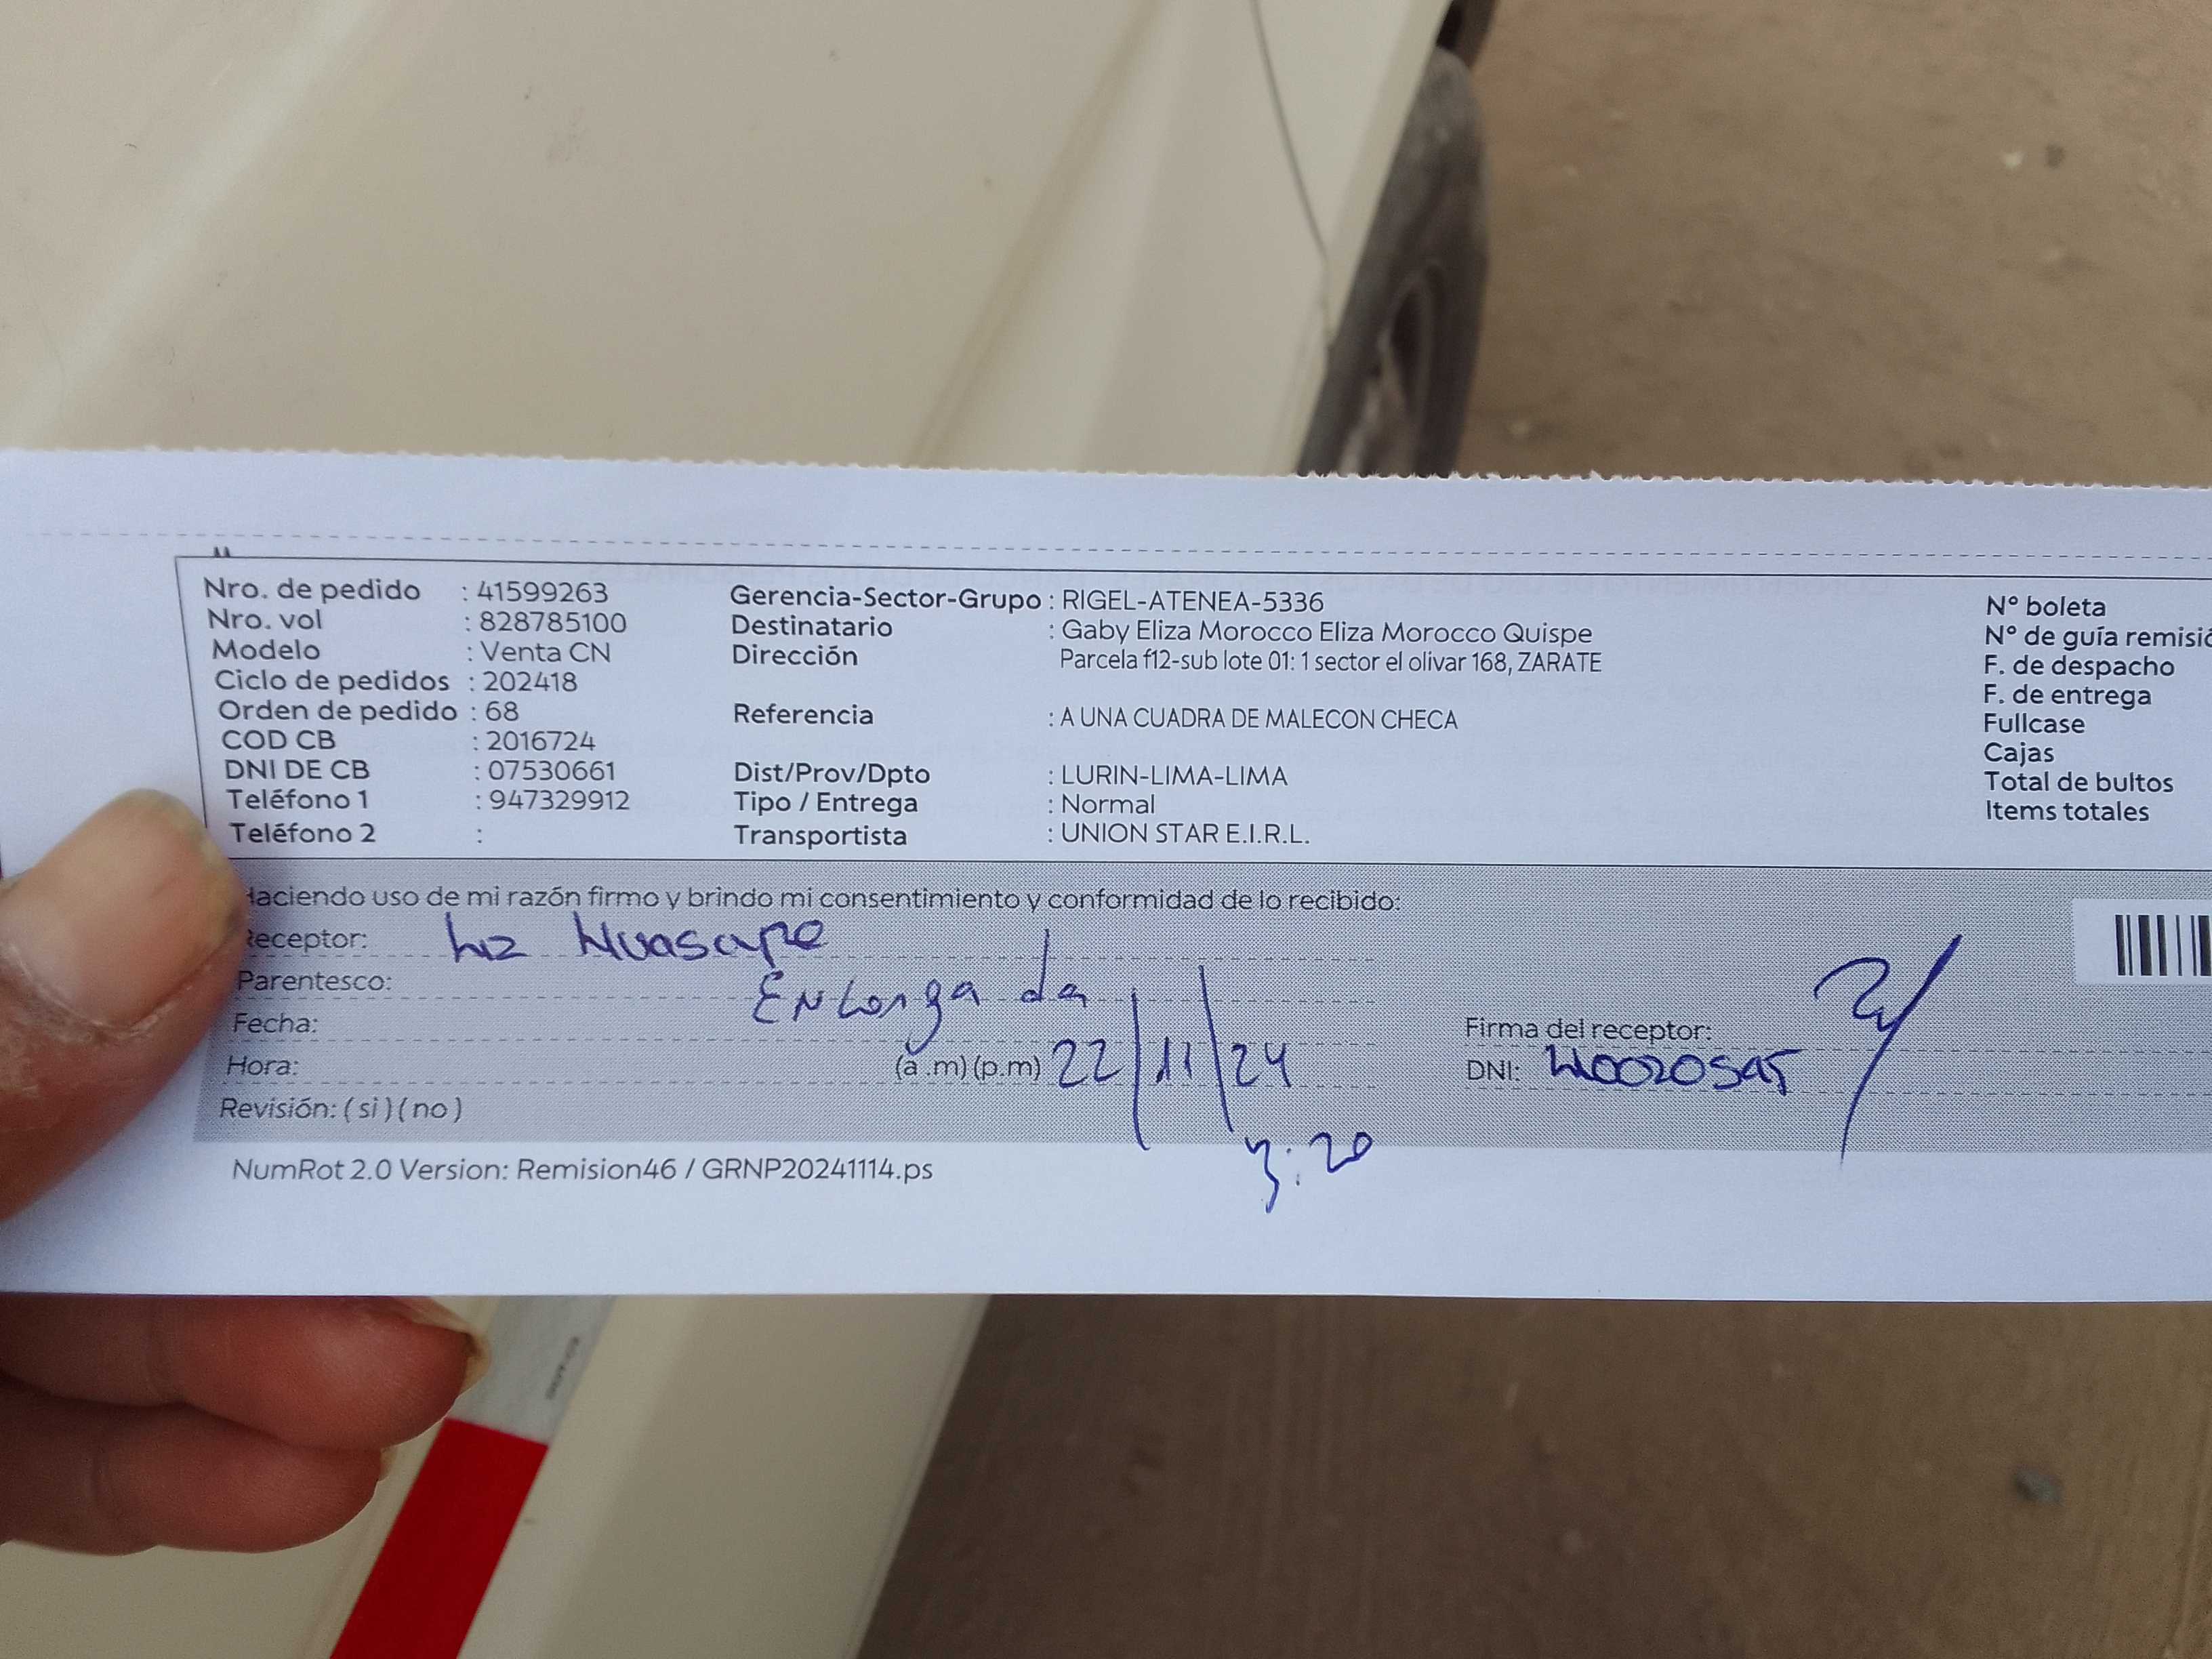 Nro. de pedido : 41599263
Nro. vol : 828785100
Modelo : Venta CN
Ciclo de pedidos : 202418
Orden de pedido : 68
COD CB : 2016724
DNI DE CB : 07530661
Teléfono 1 : 947329912
Teléfono 2 :
Gerencia-Sector-Grupo : RIGEL-ATENEA-5336
Destinatario : Gaby Eliza Morocco Eliza Morocco Quispe
Dirección Parcela f12-sub lote 01: 1 sector el olivar 168, ZARATE
Referencia : A UNA CUADRA DE MALECON CHECA
Dist/Prov/Dpto : LURIN-LIMA-LIMA
Tipo / Entrega : Normal
Transportista : UNION STAR E.I.R.L.
N° boleta
N° de guía remisió
F. de despacho
F. de entrega
Fullcase
Cajas
Total de bultos
Items totales
Haciendo uso de mi razón firmo y brindo mi consentimiento y conformidad de lo recibido:
Receptor: Liz Huasape
Parentesco: Enlonga da
Fecha:
Hora: (a .m) (p.m) 22/11/24
Revisión: ( si ) ( no )
3:20
Firma del receptor:
DNI: 40020545
NumRot 2.0 Version: Remision46 / GRNP20241114.ps